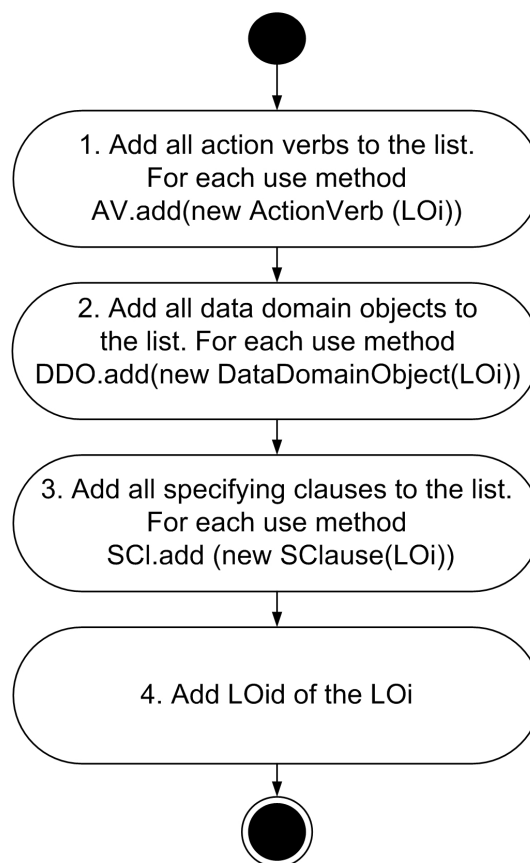 1. Add all action verbs to the list.
For each use method
AV.add(new ActionVerb (LOi))
2. Add all data domain objects to
the list. For each use method
DDO.add(new DataDomainObject(LOi))
3. Add all specifying clauses to the list.
For each use method
SCl.add (new SClause(LOi))
4. Add LOid of the LOi